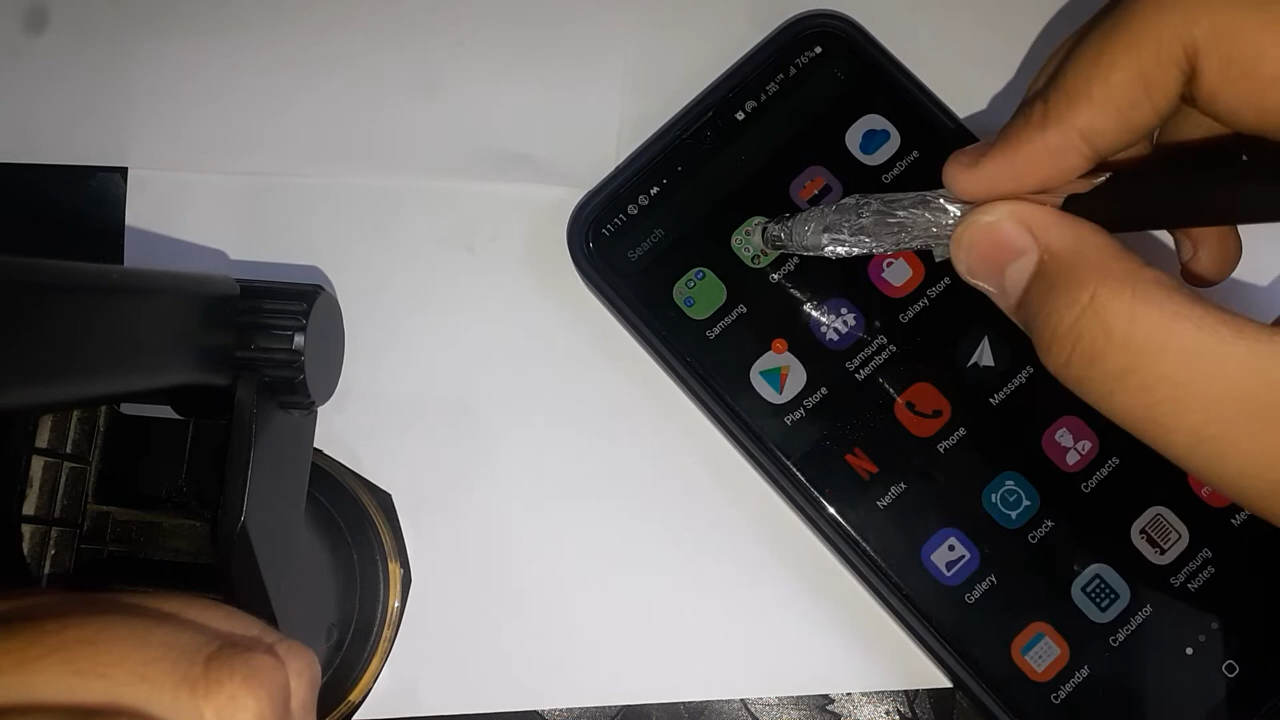 11:11
76%
Search
Samsung
Google
OneDrive
Play Store
Samsung
Members
Galaxy Store
Netflix
Phone
Messages
Gallery
Clock
Contacts
Calendar
Calculator
Samsung
Notes